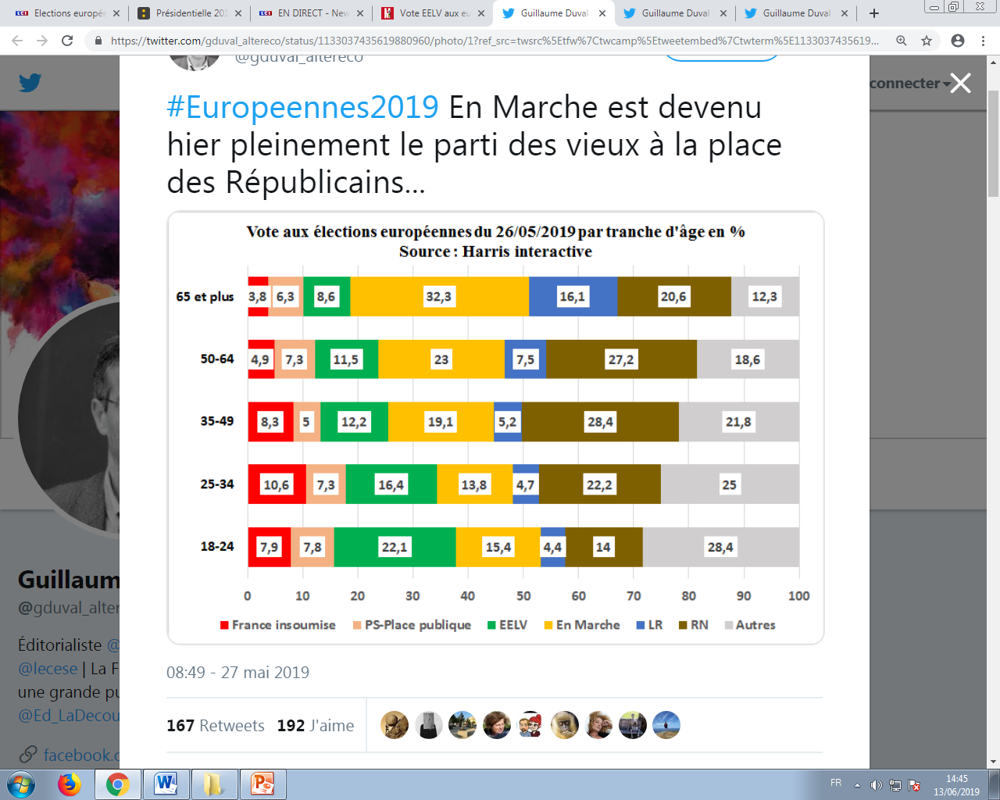 Elections europé
Présidentielle 201
EN DIRECT - New
Vote EELV aux eu
Guillaume Duval
Guillaume Duval
Guillaume Duval
https://twitter.com/gduval_altereco/status/1133037435619880960/photo/1?ref_src=twsrc%5Etfw%7Ctwcamp%5Etweetembed%7Ctwterm%5E1133037435619...
@gduval_altereco
connecter
#Europeennes2019 En Marche est devenu
hier pleinement le parti des vieux à la place
des Républicains...
Vote aux élections européennes du 26/05/2019 par tranche d'âge en %
Source : Harris interactive
65 et plus 3,8 6,3 8,6 32,3 16,1 20,6 12,3
50-64 4,9 7,3 11,5 23 7,5 27,2 18,6
35-49 8,3 5 12,2 19,1 5,2 28,4 21,8
25-34 10,6 7,3 16,4 13,8 4,7 22,2 25
18-24 7,9 7,8 22,1 15,4 4,4 14 28,4
0 10 20 30 40 50 60 70 80 90 100
France insoumise PS-Place publique EELV En Marche LR RN Autres
Guillaum
@gduval_alter
Éditorialiste @
@lecese | La F
une grande pu
@Ed_LaDecou
facebook.c
08:49 - 27 mai 2019
167 Retweets 192 J'aime
FR
14:45
13/06/2019